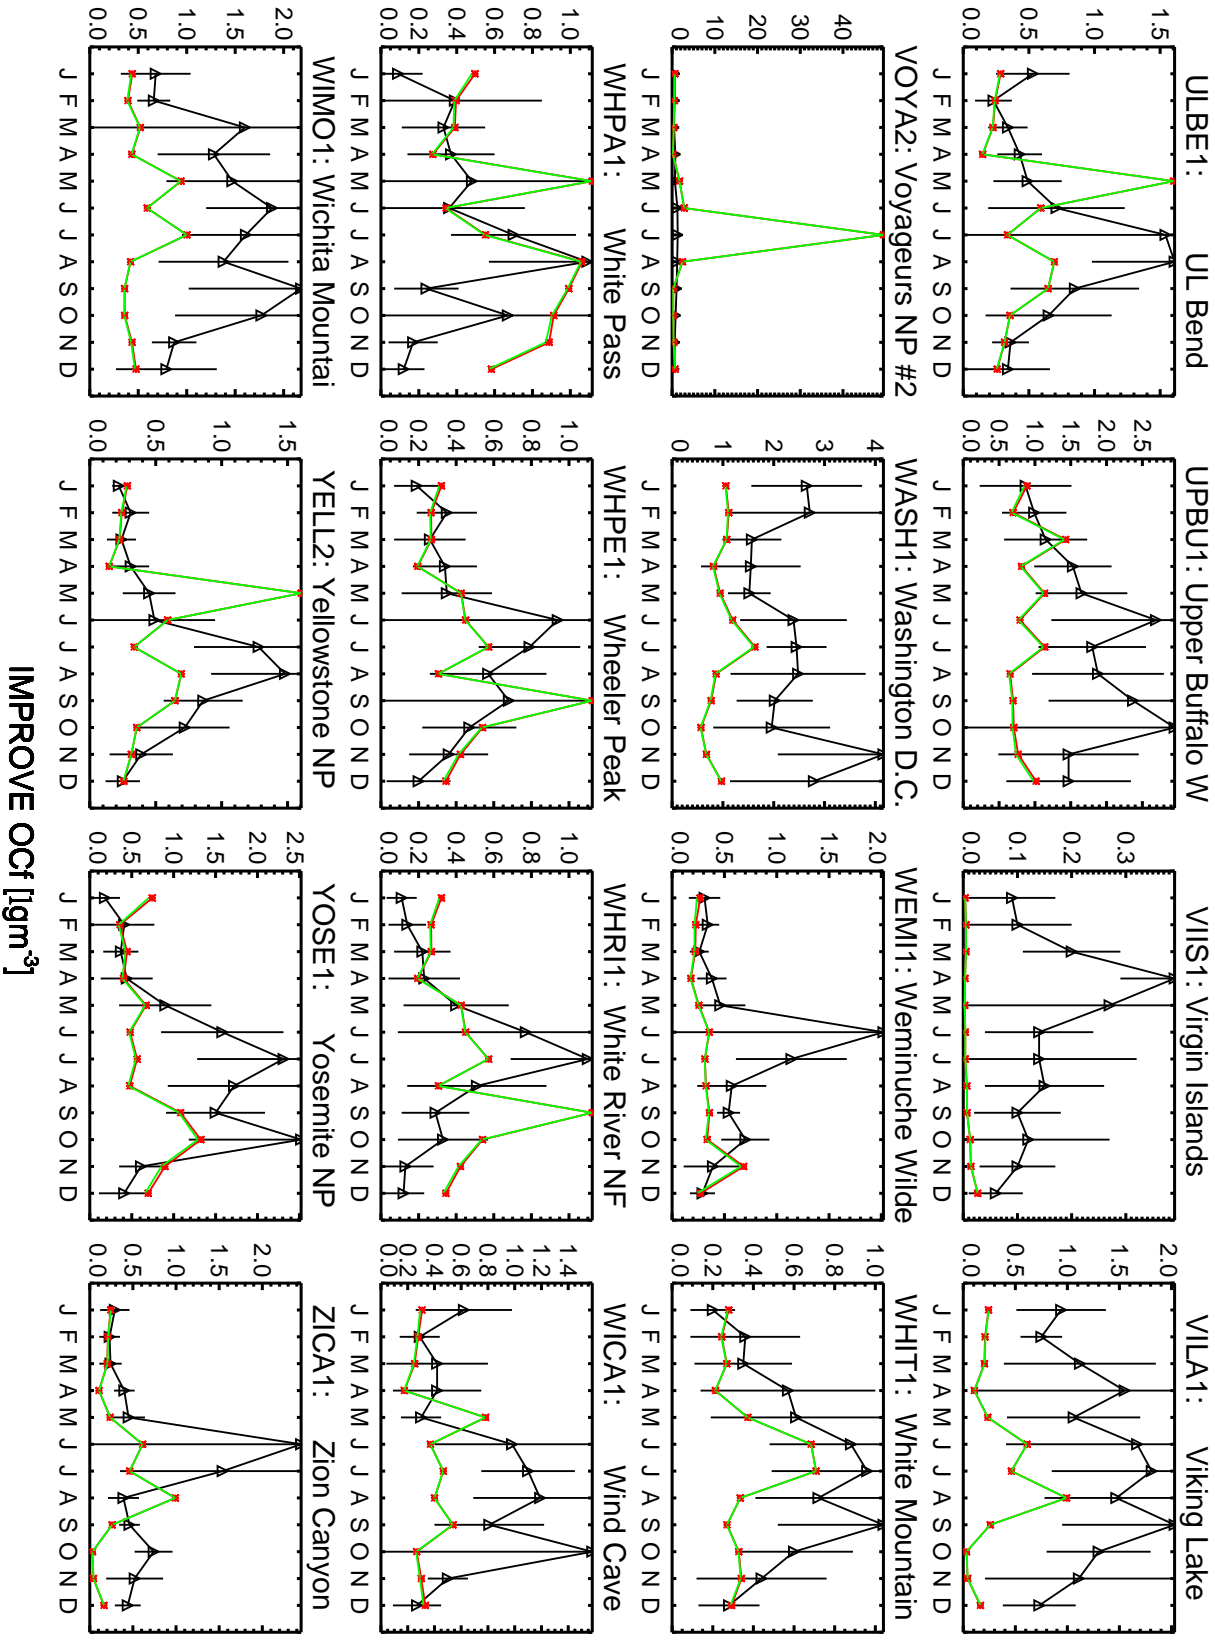 ULBE1: UL Bend
1.5
1.0
0.5
0.0
J F M A M J J A S O N D
UPBU1: Upper Buffalo W
2.5
2.0
1.5
1.0
0.5
0.0
J F M A M J J A S O N D
VIIS1: Virgin Islands
0.3
0.2
0.1
0.0
J F M A M J J A S O N D
VILA1: Viking Lake
2.0
1.5
1.0
0.5
0.0
J F M A M J J A S O N D
VOYA2: Voyageurs NP #2
40
30
20
10
0
J F M A M J J A S O N D
WASH1: Washington D.C.
4
3
2
1
0
J F M A M J J A S O N D
WEMI1: Weminuche Wilde
2.0
1.5
1.0
0.5
0.0
J F M A M J J A S O N D
WHIT1: White Mountain
1.0
0.8
0.6
0.4
0.2
0.0
J F M A M J J A S O N D
WHPA1: White Pass
1.0
0.8
0.6
0.4
0.2
0.0
J F M A M J J A S O N D
WHPE1: Wheeler Peak
1.0
0.8
0.6
0.4
0.2
0.0
J F M A M J J A S O N D
WHRI1: White River NF
1.0
0.8
0.6
0.4
0.2
0.0
J F M A M J J A S O N D
WICA1: Wind Cave
1.4
1.2
1.0
0.8
0.6
0.4
0.2
0.0
J F M A M J J A S O N D
WIMO1: Wichita Mountai
2.0
1.5
1.0
0.5
0.0
J F M A M J J A S O N D
YELL2: Yellowstone NP
1.5
1.0
0.5
0.0
J F M A M J J A S O N D
YOSE1: Yosemite NP
2.5
2.0
1.5
1.0
0.5
0.0
J F M A M J J A S O N D
ZICA1: Zion Canyon
2.0
1.5
1.0
0.5
0.0
J F M A M J J A S O N D
IMPROVE OCf [1gm-3]